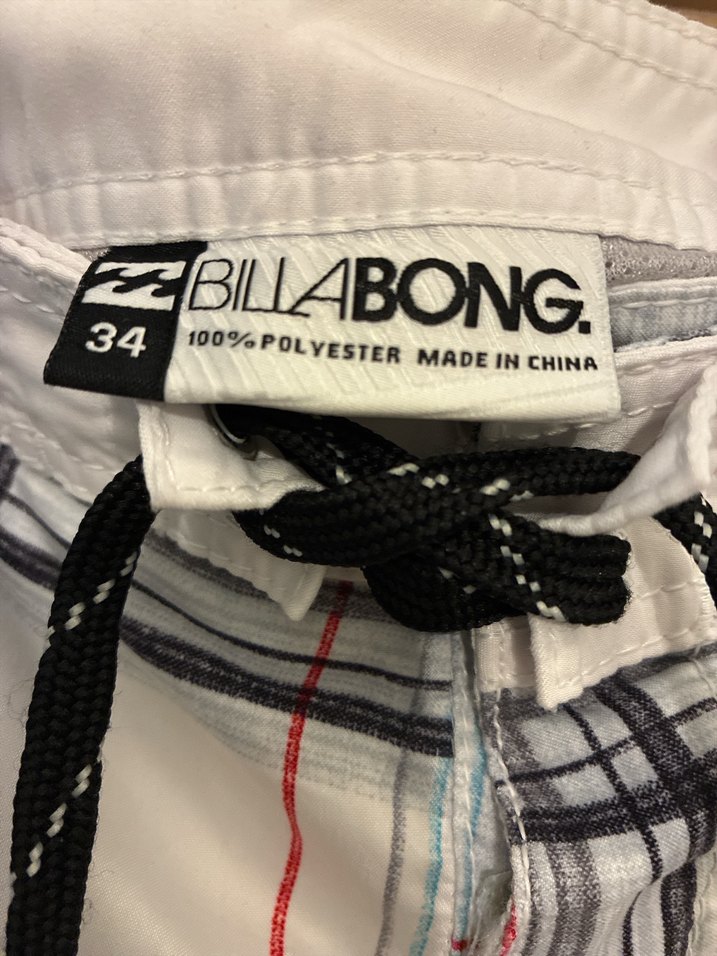 BILLABONG.
34
100% POLYESTER MADE IN CHINA